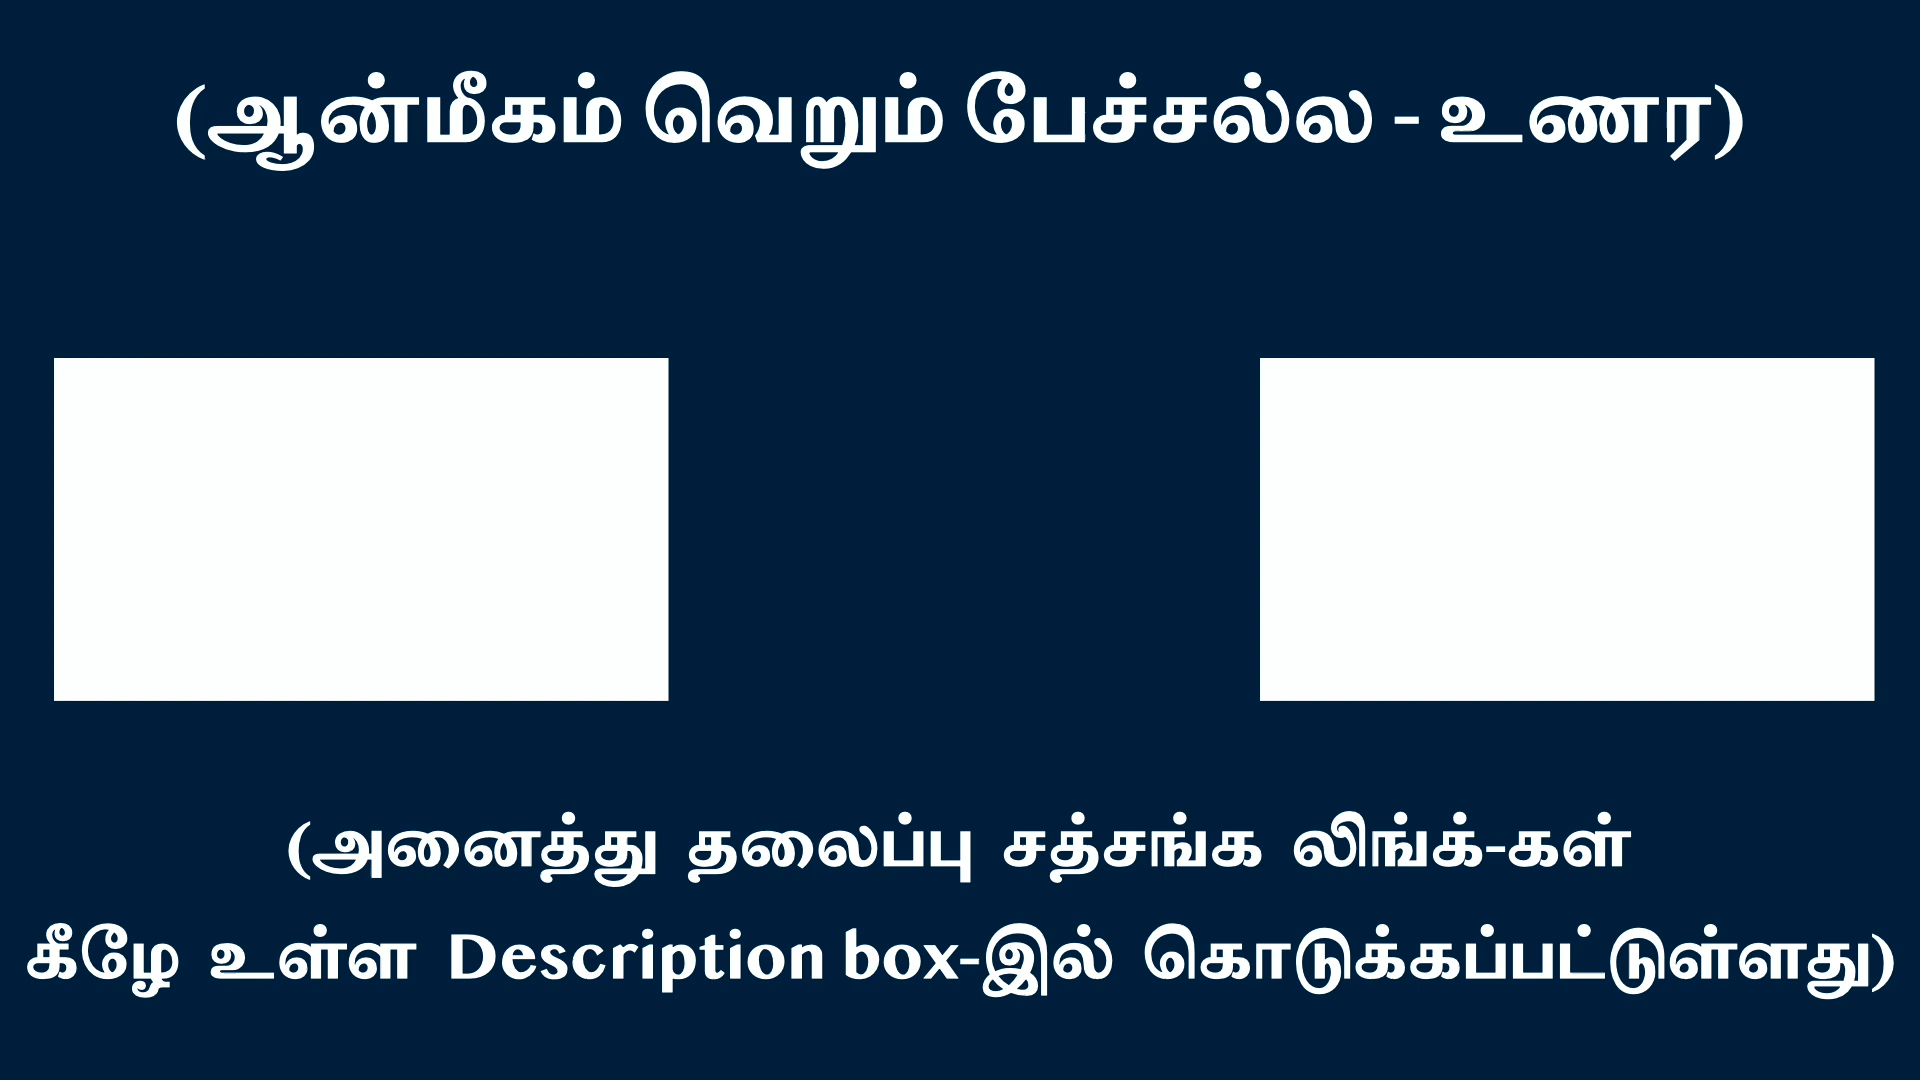 (ஆன்மீகம் வெறும் பேச்சல்ல - உணர)
(அனைத்து தலைப்பு சத்சங்க லிங்க்-கள்
கீழே உள்ள Description box-இல் கொடுக்கப்பட்டுள்ளது)